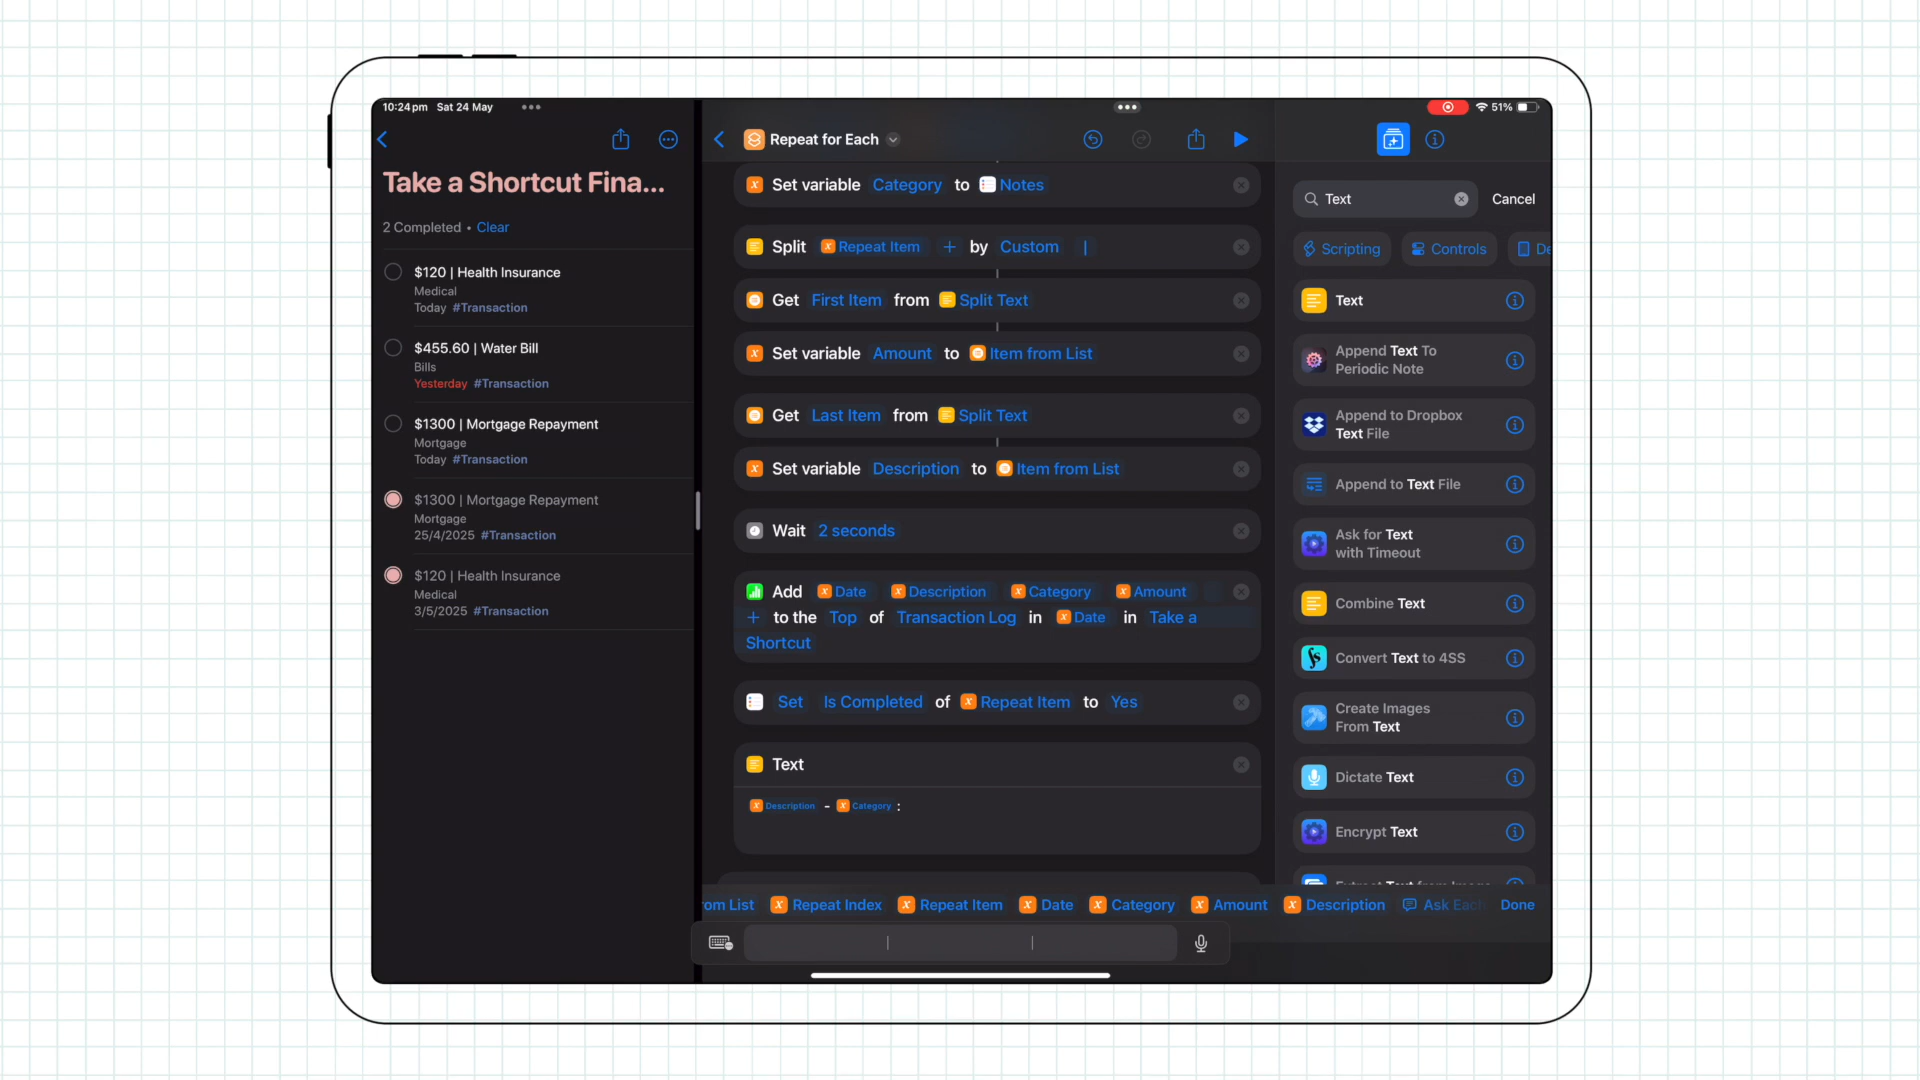 10:24 pm Sat 24 May
51%
Take a Shortcut Fina...
2 Completed • Clear
$120 | Health Insurance
Medical
Today #Transaction
$455.60 | Water Bill
Bills
Yesterday #Transaction
$1300 | Mortgage Repayment
Mortgage
Today #Transaction
$1300 | Mortgage Repayment
Mortgage
25/4/2025 #Transaction
$120 | Health Insurance
Medical
3/5/2025 #Transaction
Repeat for Each
Set variable Category to Notes
Split Repeat Item + by Custom |
Get First Item from Split Text
Set variable Amount to Item from List
Get Last Item from Split Text
Set variable Description to Item from List
Wait 2 seconds
Add Date Description Category Amount
+ to the Top of Transaction Log in Date in Take a
Shortcut
Set Is Completed of Repeat Item to Yes
Text
Description - Category :
rom List Repeat Index Repeat Item Date Category Amount Description Ask Eac Done
Text Cancel
Scripting Controls De
Text
Append Text To
Periodic Note
Append to Dropbox
Text File
Append to Text File
Ask for Text
with Timeout
Combine Text
Convert Text to 4SS
Create Images
From Text
Dictate Text
Encrypt Text